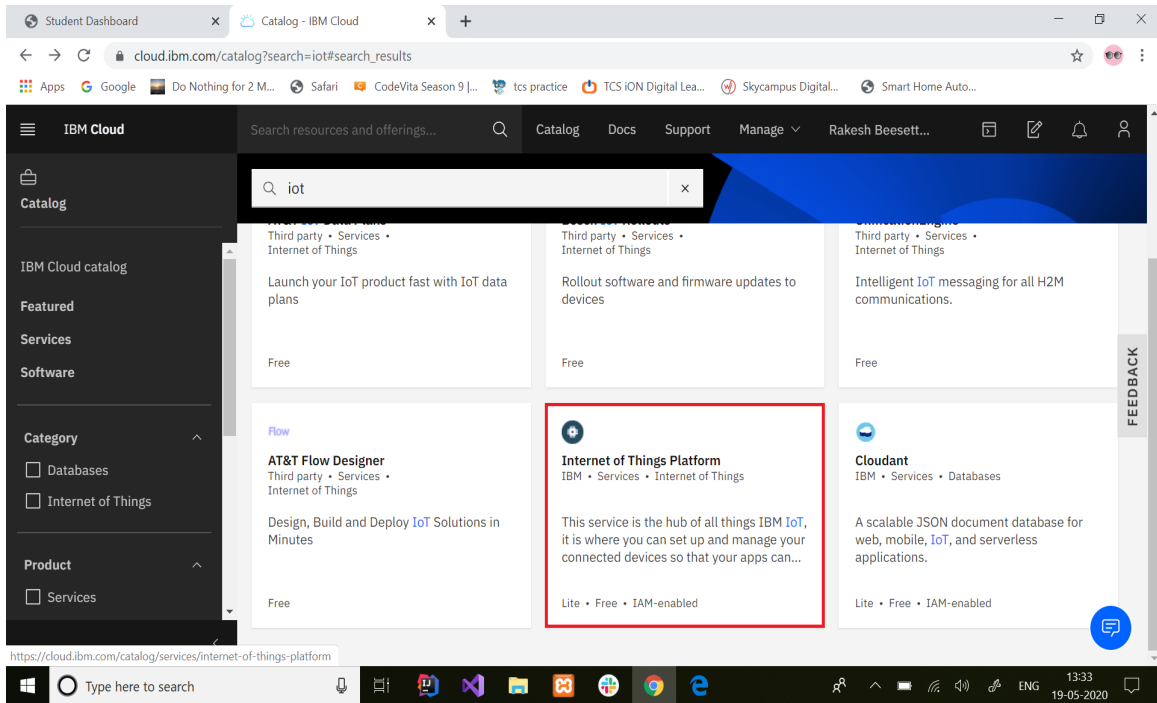 Student Dashboard
Catalog - IBM Cloud
cloud.ibm.com/catalog?search=iot#search_results
Apps
Google
Do Nothing for 2 M...
Safari
CodeVita Season 9 |...
tcs practice
TCS iON Digital Lea...
Skycampus Digital...
Smart Home Auto...
IBM Cloud
Search resources and offerings...
Catalog
Docs
Support
Manage
Rakesh Beesett...
Catalog
iot
IBM Cloud catalog
Featured
Services
Software
Category
Databases
Internet of Things
Product
Services
Third party • Services •
Internet of Things
Launch your IoT product fast with IoT data
plans
Free
Third party • Services •
Internet of Things
Rollout software and firmware updates to
devices
Free
Third party • Services •
Internet of Things
Intelligent IoT messaging for all H2M
communications.
Free
Flow
AT&T Flow Designer
Third party • Services •
Internet of Things
Design, Build and Deploy IoT Solutions in
Minutes
Free
Internet of Things Platform
IBM • Services • Internet of Things
This service is the hub of all things IBM IoT,
it is where you can set up and manage your
connected devices so that your apps can...
Lite • Free • IAM-enabled
Cloudant
IBM • Services • Databases
A scalable JSON document database for
web, mobile, IoT, and serverless
applications.
Lite • Free • IAM-enabled
FEEDBACK
https://cloud.ibm.com/catalog/services/internet-of-things-platform
Type here to search
ENG
13:33
19-05-2020